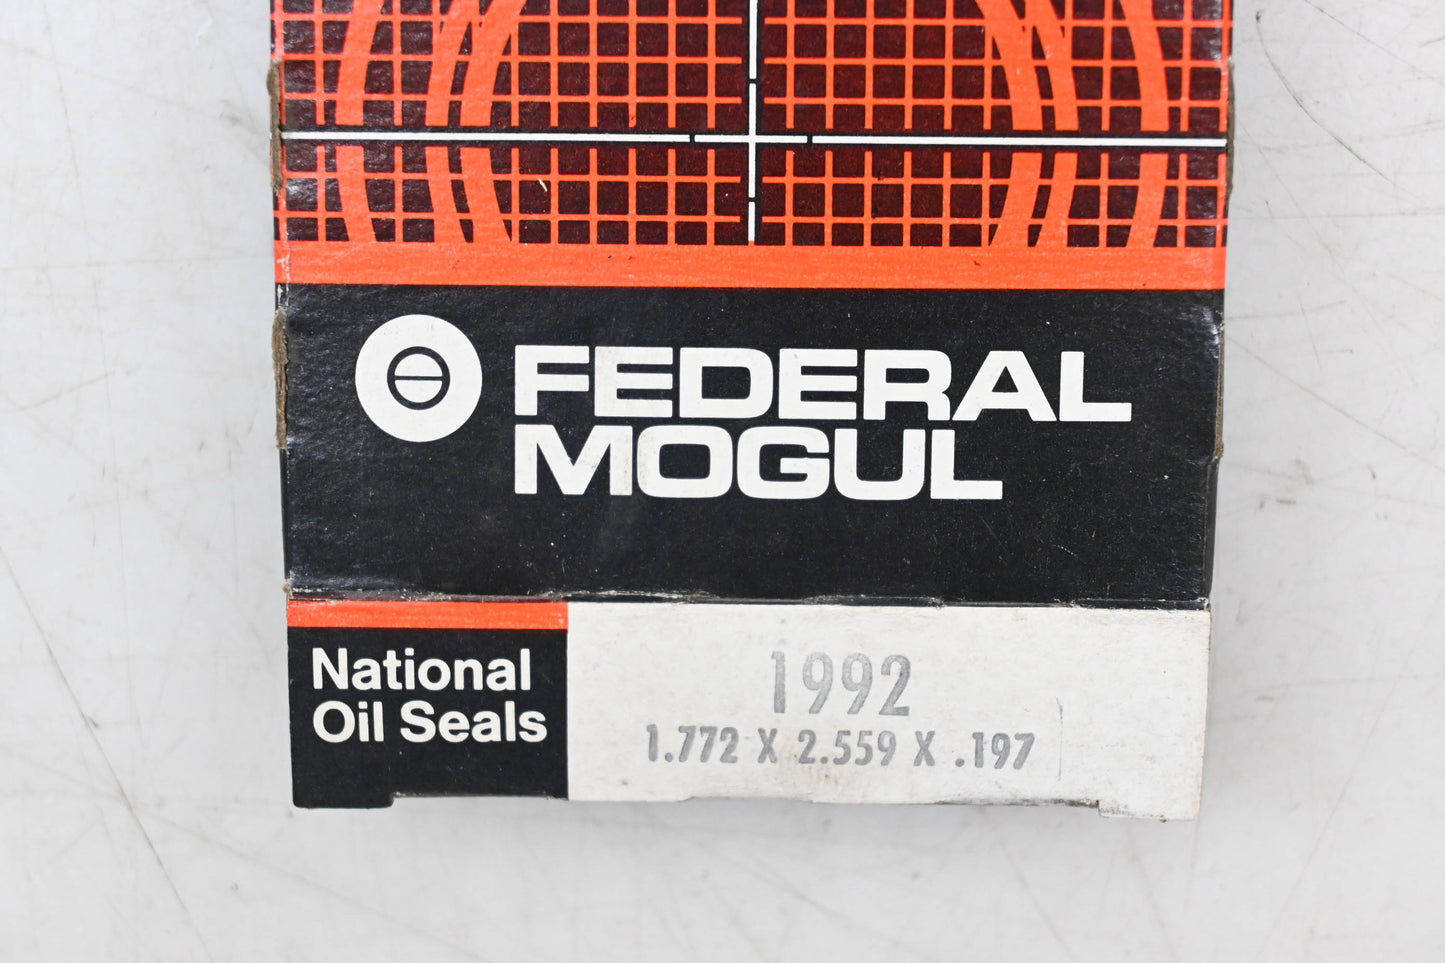 FEDERAL
MOGUL
National
Oil Seals
1992
1.772 X 2.559 X .197